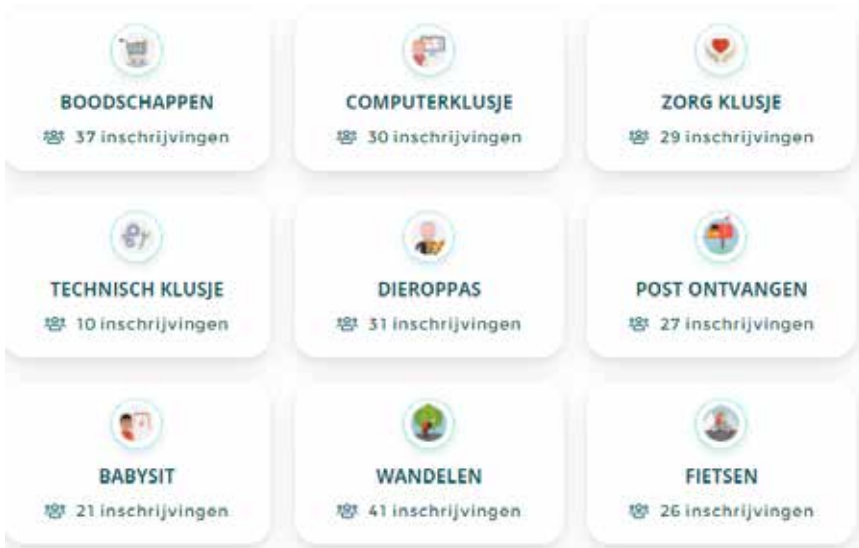 BOODSCHAPPEN
37 inschrijvingen
COMPUTERKLUSJE
30 inschrijvingen
ZORG KLUSJE
29 inschrijvingen
TECHNISCH KLUSJE
10 inschrijvingen
DIEROPPAS
31 inschrijvingen
POST ONTVANGEN
27 inschrijvingen
BABYSIT
21 inschrijvingen
WANDELEN
41 inschrijvingen
FIETSEN
26 inschrijvingen